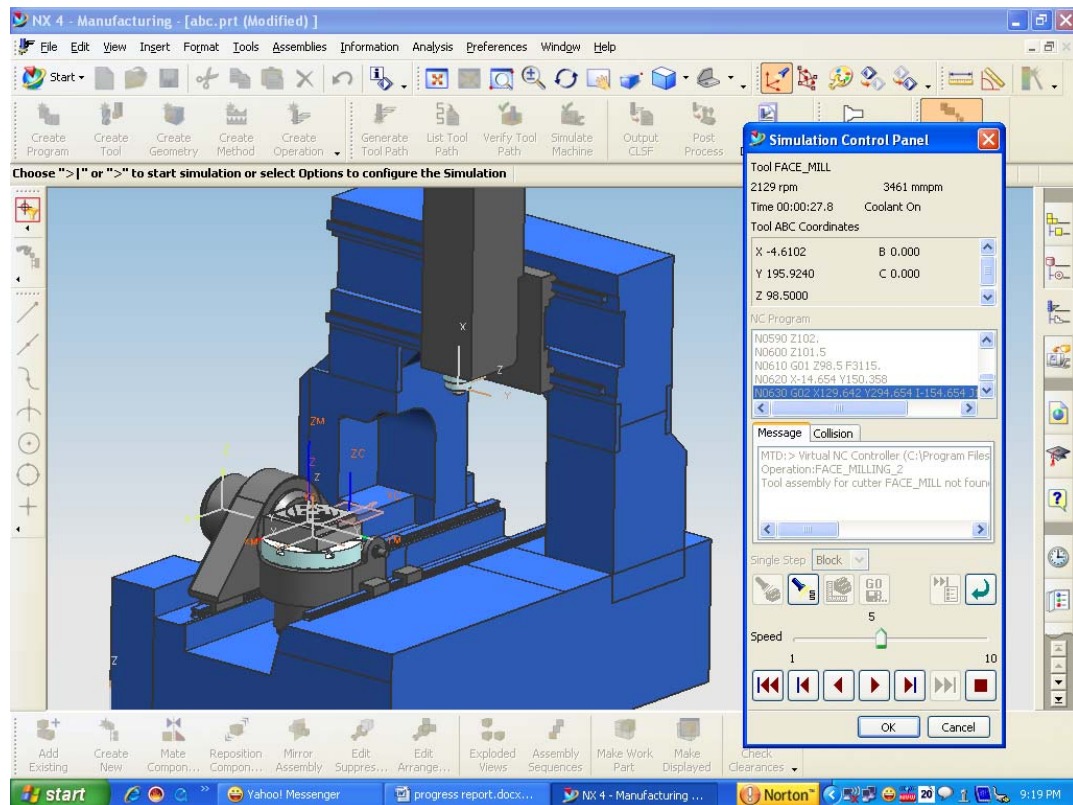 NX 4 - Manufacturing - [abc.prt (Modified) ]
File Edit View Insert Format Tools Assemblies Information Analysis Preferences Window Help
Start
Create Program
Create Tool
Create Geometry
Create Method
Create Operation
Generate Tool Path
List Tool Path
Verify Tool Path
Simulate Machine
Output CLSF
Post Process
Choose ">|" or ">" to start simulation or select Options to configure the Simulation
Simulation Control Panel
Tool FACE_MILL
2129 rpm 3461 mmpm
Time 00:00:27.8 Coolant On
Tool ABC Coordinates
X -4.6102 B 0.000
Y 195.9240 C 0.000
Z 98.5000
NC Program
N0590 Z102.
N0600 Z101.5
N0610 G01 Z98.5 F3115.
N0620 X-14.654 Y150.358
N0630 G02 X129.642 Y294.654 I-154.654 J
Message Collision
MTD:> Virtual NC Controller (C:\Program Files
Operation:FACE_MILLING_2
Tool assembly for cutter FACE_MILL not foun
Single Step Block
GO
5
Speed
1 10
OK Cancel
X
Z
Y
ZM
Z
ZC
Z
Z
Add Existing
Create New
Mate Compon...
Reposition Compon...
Mirror Assembly
Edit Suppres...
Edit Arrange...
Exploded Views
Assembly Sequences
Make Work Part
Make Displayed
Check Clearances
start
Yahoo! Messenger
progress report.docx...
NX 4 - Manufacturing ...
Norton™
20
9:19 PM